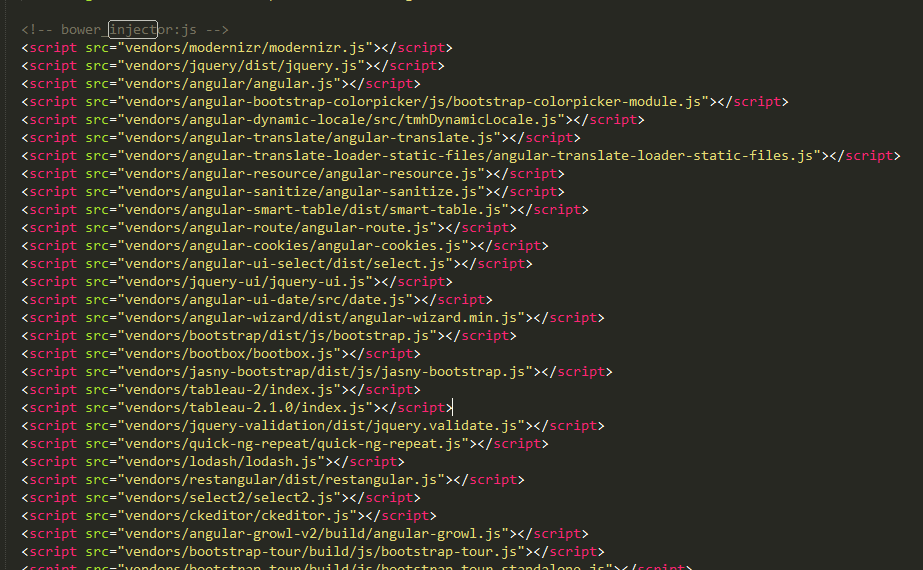 <!-- bower_injector:js -->
<script src="vendors/modernizr/modernizr.js"></script>
<script src="vendors/jquery/dist/jquery.js"></script>
<script src="vendors/angular/angular.js"></script>
<script src="vendors/angular-bootstrap-colorpicker/js/bootstrap-colorpicker-module.js"></script>
<script src="vendors/angular-dynamic-locale/src/tmhDynamicLocale.js"></script>
<script src="vendors/angular-translate/angular-translate.js"></script>
<script src="vendors/angular-translate-loader-static-files/angular-translate-loader-static-files.js"></script>
<script src="vendors/angular-resource/angular-resource.js"></script>
<script src="vendors/angular-sanitize/angular-sanitize.js"></script>
<script src="vendors/angular-smart-table/dist/smart-table.js"></script>
<script src="vendors/angular-route/angular-route.js"></script>
<script src="vendors/angular-cookies/angular-cookies.js"></script>
<script src="vendors/angular-ui-select/dist/select.js"></script>
<script src="vendors/jquery-ui/jquery-ui.js"></script>
<script src="vendors/angular-ui-date/src/date.js"></script>
<script src="vendors/angular-wizard/dist/angular-wizard.min.js"></script>
<script src="vendors/bootstrap/dist/js/bootstrap.js"></script>
<script src="vendors/bootbox/bootbox.js"></script>
<script src="vendors/jasny-bootstrap/dist/js/jasny-bootstrap.js"></script>
<script src="vendors/tableau-2/index.js"></script>
<script src="vendors/tableau-2.1.0/index.js"></script>
<script src="vendors/jquery-validation/dist/jquery.validate.js"></script>
<script src="vendors/quick-ng-repeat/quick-ng-repeat.js"></script>
<script src="vendors/lodash/lodash.js"></script>
<script src="vendors/restangular/dist/restangular.js"></script>
<script src="vendors/select2/select2.js"></script>
<script src="vendors/ckeditor/ckeditor.js"></script>
<script src="vendors/angular-growl-v2/build/angular-growl.js"></script>
<script src="vendors/bootstrap-tour/build/js/bootstrap-tour.js"></script>
<script src="vendors/bootstrap-tour/build/js/bootstrap-tour-standalone.js"></script>